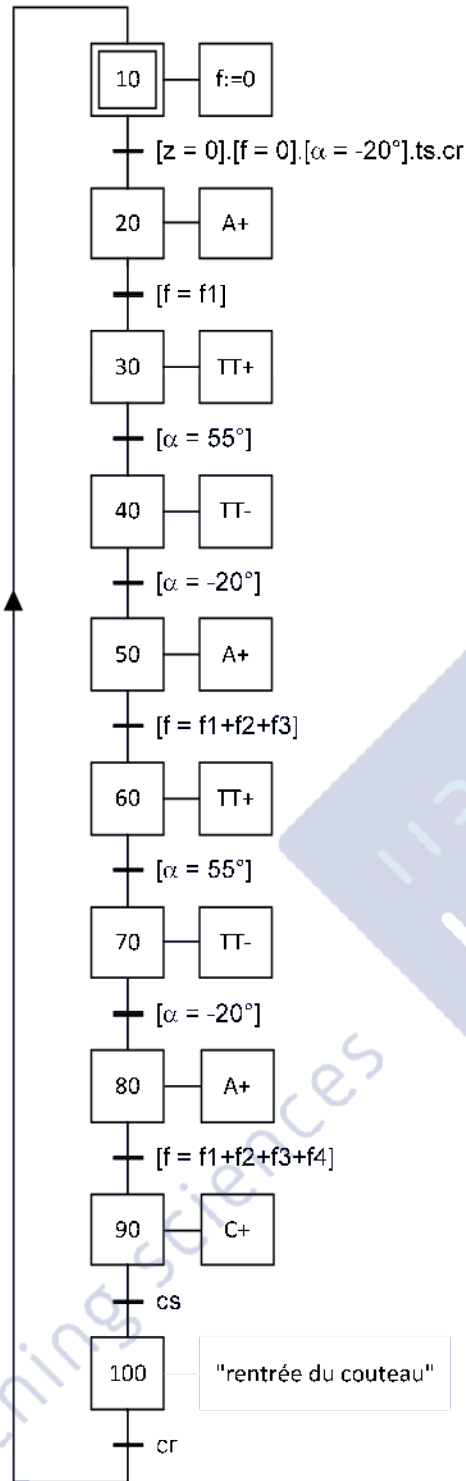 10 f:=0
[z = 0].[f = 0].[α = -20°].ts.cr
20 A+
[f = f1]
30 TT+
[α = 55°]
40 TT-
[α = -20°]
50 A+
[f = f1+f2+f3]
60 TT+
[α = 55°]
70 TT-
[α = -20°]
80 A+
[f = f1+f2+f3+f4]
90 C+
cs
100 "rentrée du couteau"
cr
sciences